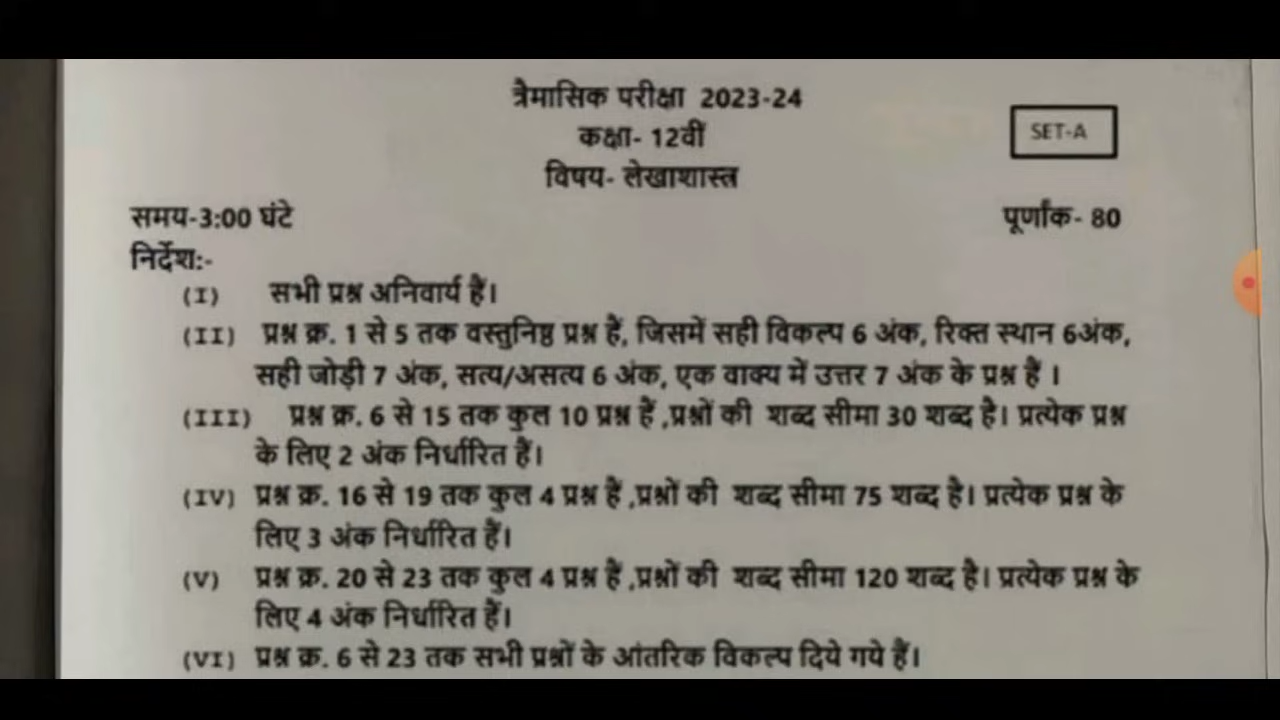 त्रैमासिक परीक्षा 2023-24
कक्षा- 12वीं
SET-A
विषय- लेखाशास्त्र
समय-3:00 घंटे
पूर्णांक- 80
निर्देश:-
(I) सभी प्रश्न अनिवार्य हैं।
(II) प्रश्न क्र. 1 से 5 तक वस्तुनिष्ठ प्रश्न हैं, जिसमें सही विकल्प 6 अंक, रिक्त स्थान 6अंक,
सही जोड़ी 7 अंक, सत्य/असत्य 6 अंक, एक वाक्य में उत्तर 7 अंक के प्रश्न हैं ।
(III) प्रश्न क्र. 6 से 15 तक कुल 10 प्रश्न हैं ,प्रश्नों की शब्द सीमा 30 शब्द है। प्रत्येक प्रश्न
के लिए 2 अंक निर्धारित हैं।
(IV) प्रश्न क्र. 16 से 19 तक कुल 4 प्रश्न हैं ,प्रश्नों की शब्द सीमा 75 शब्द है। प्रत्येक प्रश्न के
लिए 3 अंक निर्धारित हैं।
(V) प्रश्न क्र. 20 से 23 तक कुल 4 प्रश्न हैं ,प्रश्नों की शब्द सीमा 120 शब्द है। प्रत्येक प्रश्न के
लिए 4 अंक निर्धारित हैं।
(VI) प्रश्न क्र. 6 से 23 तक सभी प्रश्नों के आंतरिक विकल्प दिये गये हैं।